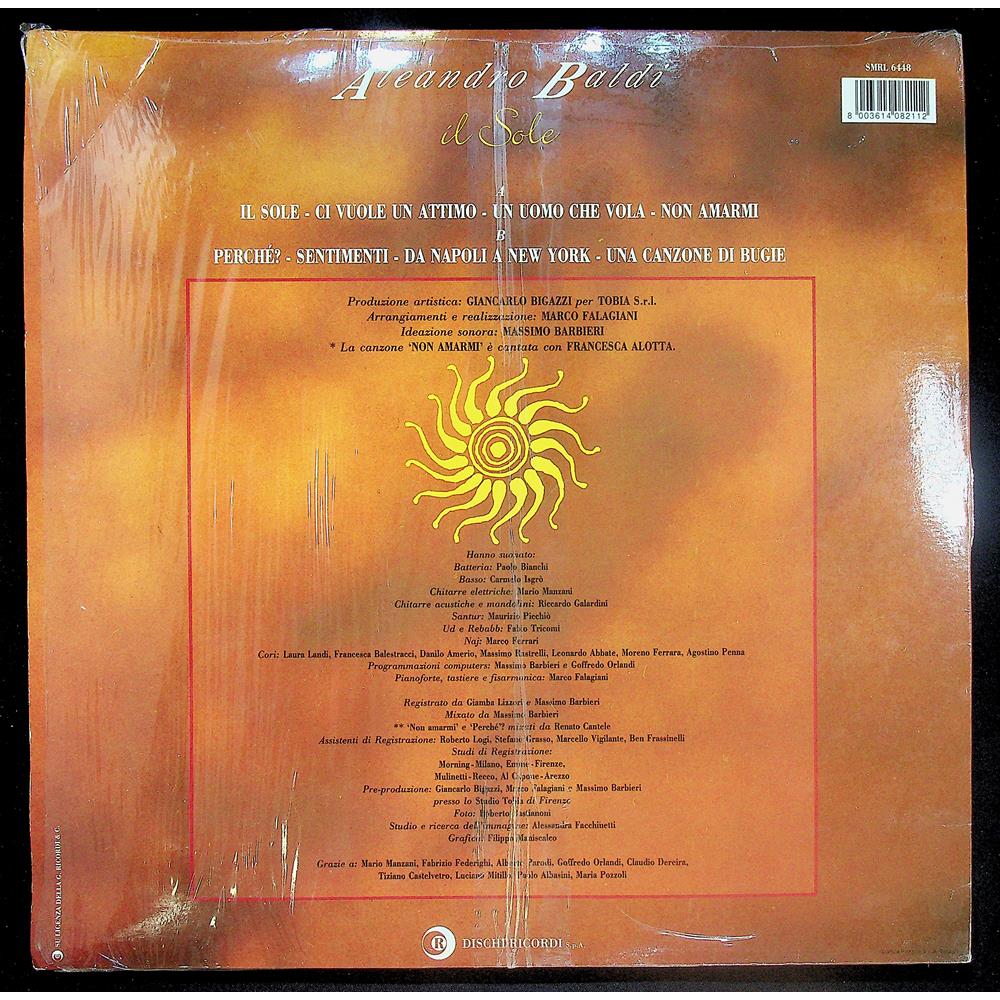 Aleandro Baldi
il Sole
SMRL 6448
8 003614 082112
A
IL SOLE - CI VUOLE UN ATTIMO - UN UOMO CHE VOLA - NON AMARMI
B
PERCHÉ? - SENTIMENTI - DA NAPOLI A NEW YORK - UNA CANZONE DI BUGIE
Produzione artistica: GIANCARLO BIGAZZI per TOBIA S.r.l.
Arrangiamenti e realizzazione: MARCO FALAGIANI
Ideazione sonora: MASSIMO BARBIERI
* La canzone 'NON AMARMI' è cantata con FRANCESCA ALOTTA.
Hanno suonato:
Batteria: Paolo Bianchi
Basso: Carmelo Isgrò
Chitarre elettriche: Mario Manzani
Chitarre acustiche e mandolini: Riccardo Galardini
Santur: Maurizio Picchiò
Ud e Rebabb: Fabio Tricomi
Naj: Marco Ferrari
Cori: Laura Landi, Francesca Balestracci, Danilo Amerio, Massimo Rastrelli, Leonardo Abbate, Moreno Ferrara, Agostino Penna
Programmazioni computers: Massimo Barbieri e Goffredo Orlandi
Pianoforte, tastiere e fisarmonica: Marco Falagiani
Registrato da Giamba Lizzori e Massimo Barbieri
Mixato da Massimo Barbieri
** 'Non amarmi' e 'Perché'? mixati da Renato Cantele
Assistenti di Registrazione: Roberto Logi, Stefano Grasso, Marcello Vigilante, Ben Frassinelli
Studi di Registrazione:
Morning-Milano, Emme-Firenze,
Mulinetti-Recco, Al Capone-Arezzo
Pre-produzione: Giancarlo Bigazzi, Marco Falagiani e Massimo Barbieri
presso lo Studio Tobia di Firenze
Foto: Roberto Bastianoni
Studio e ricerca dell'immagine: Alessandra Facchinetti
Grafica: Filippo Maniscalco
Grazie a: Mario Manzani, Fabrizio Federighi, Alberto Parodi, Goffredo Orlandi, Claudio Dereira,
Tiziano Castelvetro, Luciano Mitillo, Paolo Albasini, Maria Pozzoli
SU LICENZA DELLA G. RICORDI & C.
R DISCHI RICORDI S.p.A.